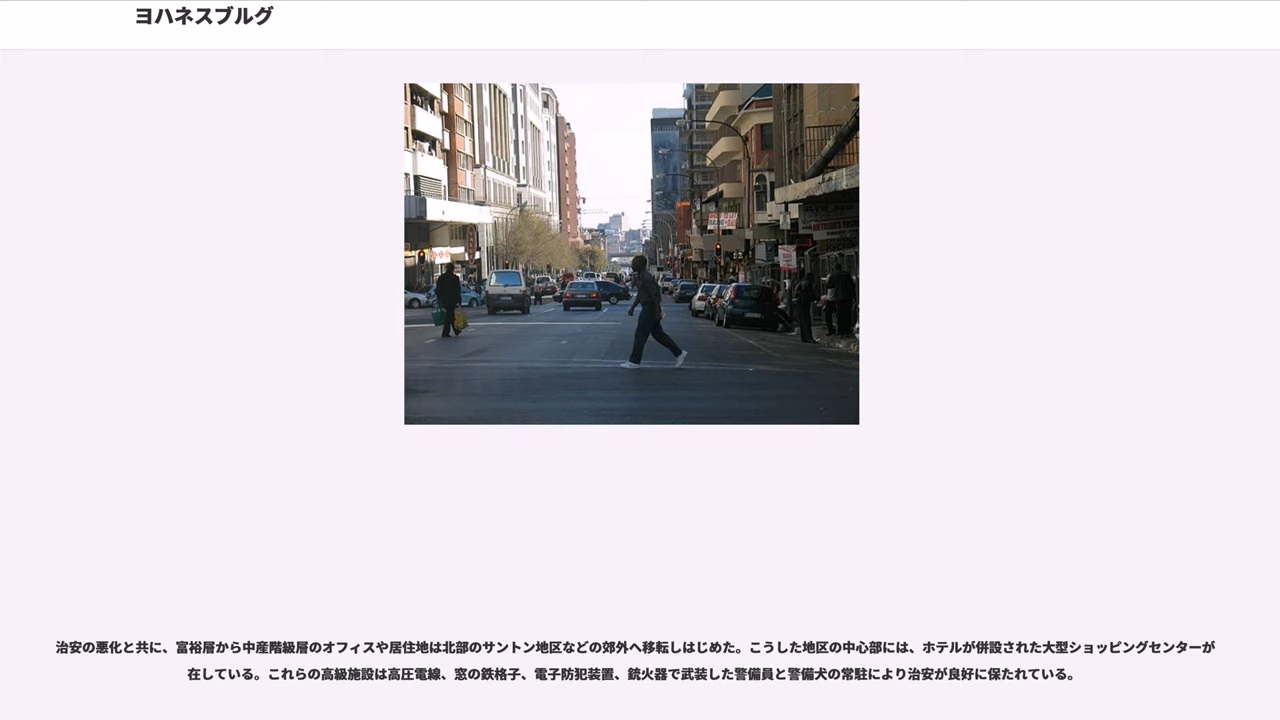 ヨハネスブルグ
治安の悪化と共に、富裕層から中産階級層のオフィスや居住地は北部のサントン地区などの郊外へ移転しはじめた。こうした地区の中心部には、ホテルが併設された大型ショッピングセンターが
在している。これらの高級施設は高圧電線、窓の鉄格子、電子防犯装置、銃火器で武装した警備員と警備犬の常駐により治安が良好に保たれている。